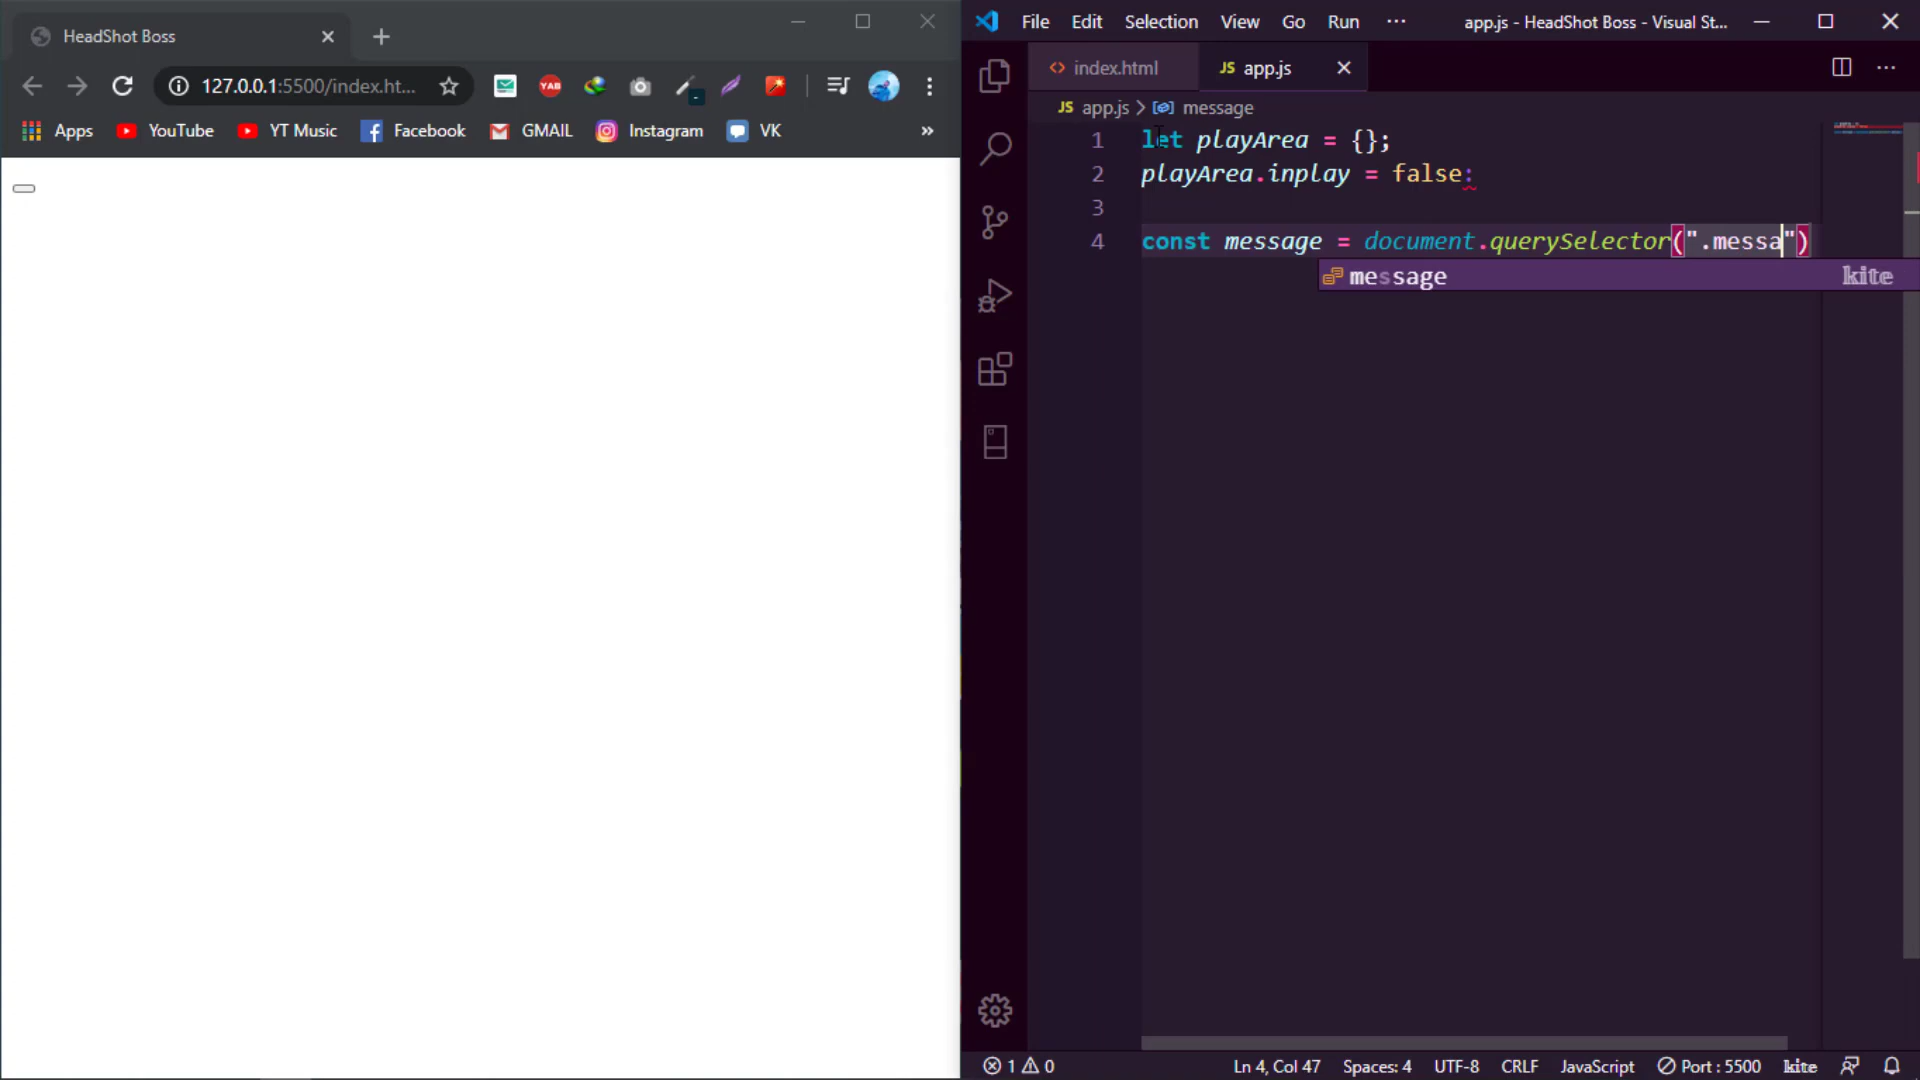 HeadShot Boss
127.0.0.1:5500/index.ht...
YAB
Apps YouTube YT Music Facebook GMAIL Instagram VK »
File Edit Selection View Go Run ··· app.js - HeadShot Boss - Visual St...
<> index.html JS app.js
JS app.js > message
1 let playArea = {};
2 playArea.inplay = false:
3
4 const message = document.querySelector(".messa")
message kite
1 0 Ln 4, Col 47 Spaces: 4 UTF-8 CRLF JavaScript Port : 5500 kite